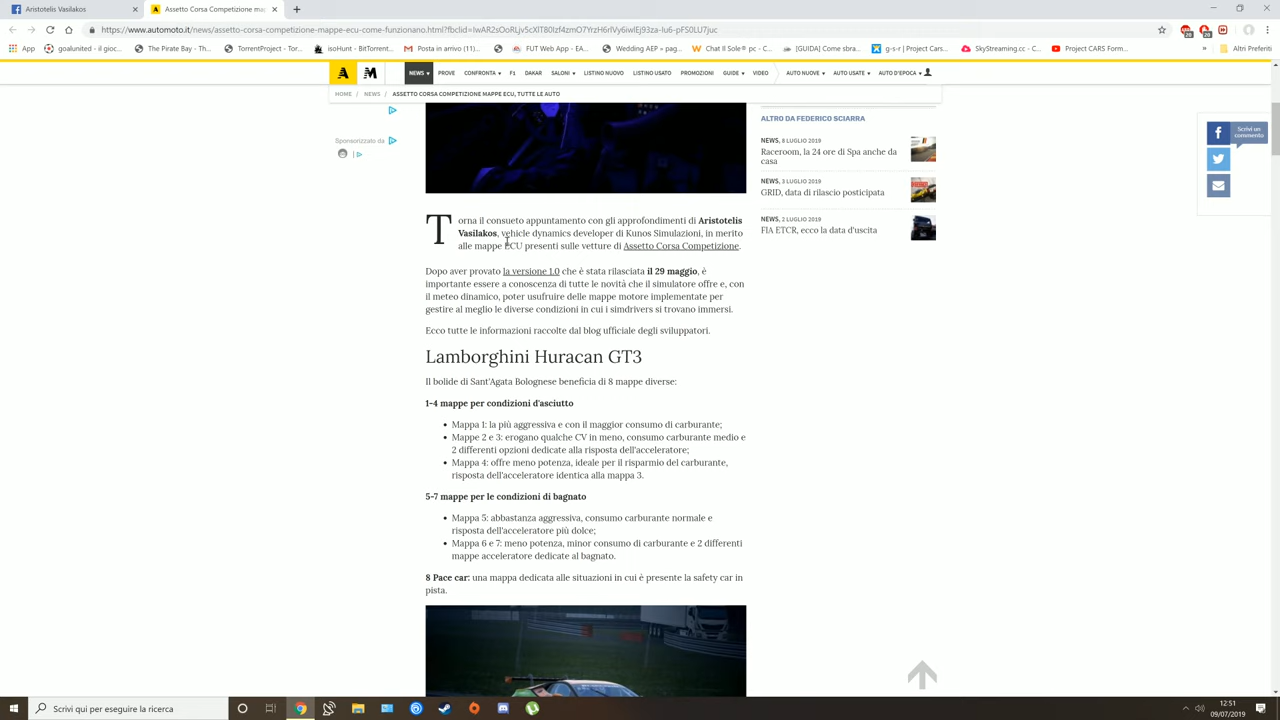 Aristotelis Vasilakos
Assetto Corsa Competizione ma
https://www.automoto.it/news/assetto-corsa-competizione-mappe-ecu-come-funzionano.html?fbclid=
App goalunited - il gioc... The Pirate Bay - Th... TorrentProject - Tor... isoHunt - BitTorrent... Posta in arrivo (11)... FUT Web App - EA... Wedding AEP » pag... Chat Il Sole® pc - C... [GUIDA] Come sbra... g-s-r | Project Cars... SkyStreaming.cc - C... Project CARS Form... » Altri Preferiti
A M NEWS PROVE CONFRONTA F1 DAKAR SALONI LISTINO NUOVO LISTINO USATO PROMOZIONI GUIDE VIDEO AUTO NUOVE AUTO USATE AUTO D'EPOCA
HOME / NEWS / ASSETTO CORSA COMPETIZIONE MAPPE ECU, TUTTE LE AUTO
Sponsorizzato da
Torna il consueto appuntamento con gli approfondimenti di Aristotelis
Vasilakos, vehicle dynamics developer di Kunos Simulazioni, in merito
alle mappe ECU presenti sulle vetture di Assetto Corsa Competizione.
Dopo aver provato la versione 1.0 che è stata rilasciata il 29 maggio, è
importante essere a conoscenza di tutte le novità che il simulatore offre e, con
il meteo dinamico, poter usufruire delle mappe motore implementate per
gestire al meglio le diverse condizioni in cui i simdrivers si trovano immersi.
Ecco tutte le informazioni raccolte dal blog ufficiale degli sviluppatori.
Lamborghini Huracan GT3
Il bolide di Sant'Agata Bolognese beneficia di 8 mappe diverse:
1-4 mappe per condizioni d'asciutto
• Mappa 1: la più aggressiva e con il maggior consumo di carburante;
• Mappe 2 e 3: erogano qualche CV in meno, consumo carburante medio e
2 differenti opzioni dedicate alla risposta dell'acceleratore;
• Mappa 4: offre meno potenza, ideale per il risparmio del carburante,
risposta dell'acceleratore identica alla mappa 3.
5-7 mappe per le condizioni di bagnato
• Mappa 5: abbastanza aggressiva, consumo carburante normale e
risposta dell'acceleratore più dolce;
• Mappa 6 e 7: meno potenza, minor consumo di carburante e 2 differenti
mappe acceleratore dedicate al bagnato.
8 Pace car: una mappa dedicata alle situazioni in cui è presente la safety car in
pista.
ALTRO DA FEDERICO SCIARRA
NEWS, 8 LUGLIO 2019
Raceroom, la 24 ore di Spa anche da
casa
NEWS, 3 LUGLIO 2019
GRID, data di rilascio posticipata
NEWS, 2 LUGLIO 2019
FIA ETCR, ecco la data d'uscita
Scrivi un
commento
Scrivi qui per eseguire la ricerca
12:51
09/07/2019